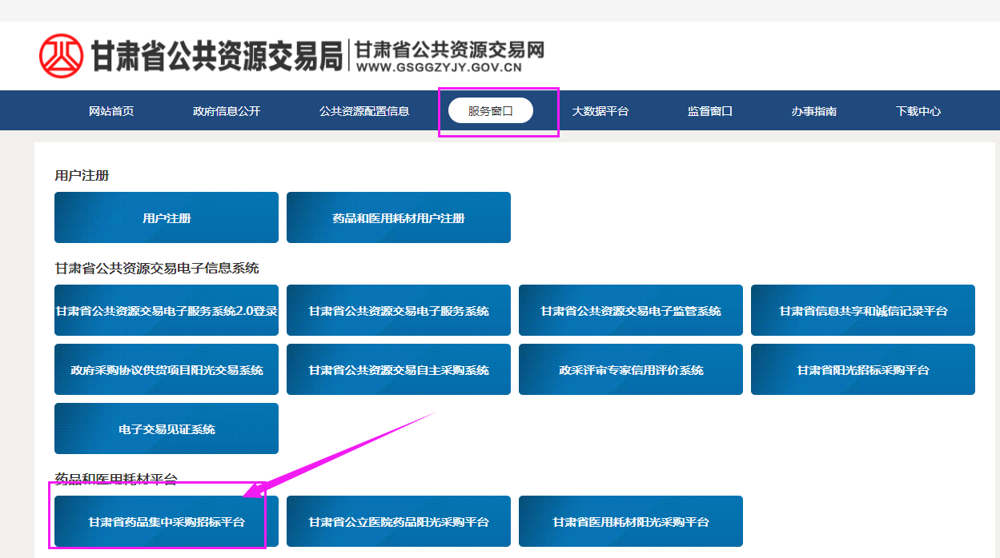 甘肃省公共资源交易局
甘肃省公共资源交易网
WWW.GSGGZYJY.GOV.CN
网站首页 政府信息公开 公共资源配置信息 服务窗口 大数据平台 监督窗口 办事指南 下载中心
用户注册
用户注册 药品和医用耗材用户注册
甘肃省公共资源交易电子信息系统
甘肃省公共资源交易电子服务系统2.0登录 甘肃省公共资源交易电子服务系统 甘肃省公共资源交易电子监管系统 甘肃省信息共享和诚信记录平台
政府采购协议供货项目阳光交易系统 甘肃省公共资源交易自主采购系统 政采评审专家信用评价系统 甘肃省阳光招标采购平台
电子交易见证系统
药品和医用耗材平台
甘肃省药品集中采购招标平台 甘肃省公立医院药品阳光采购平台 甘肃省医用耗材阳光采购平台